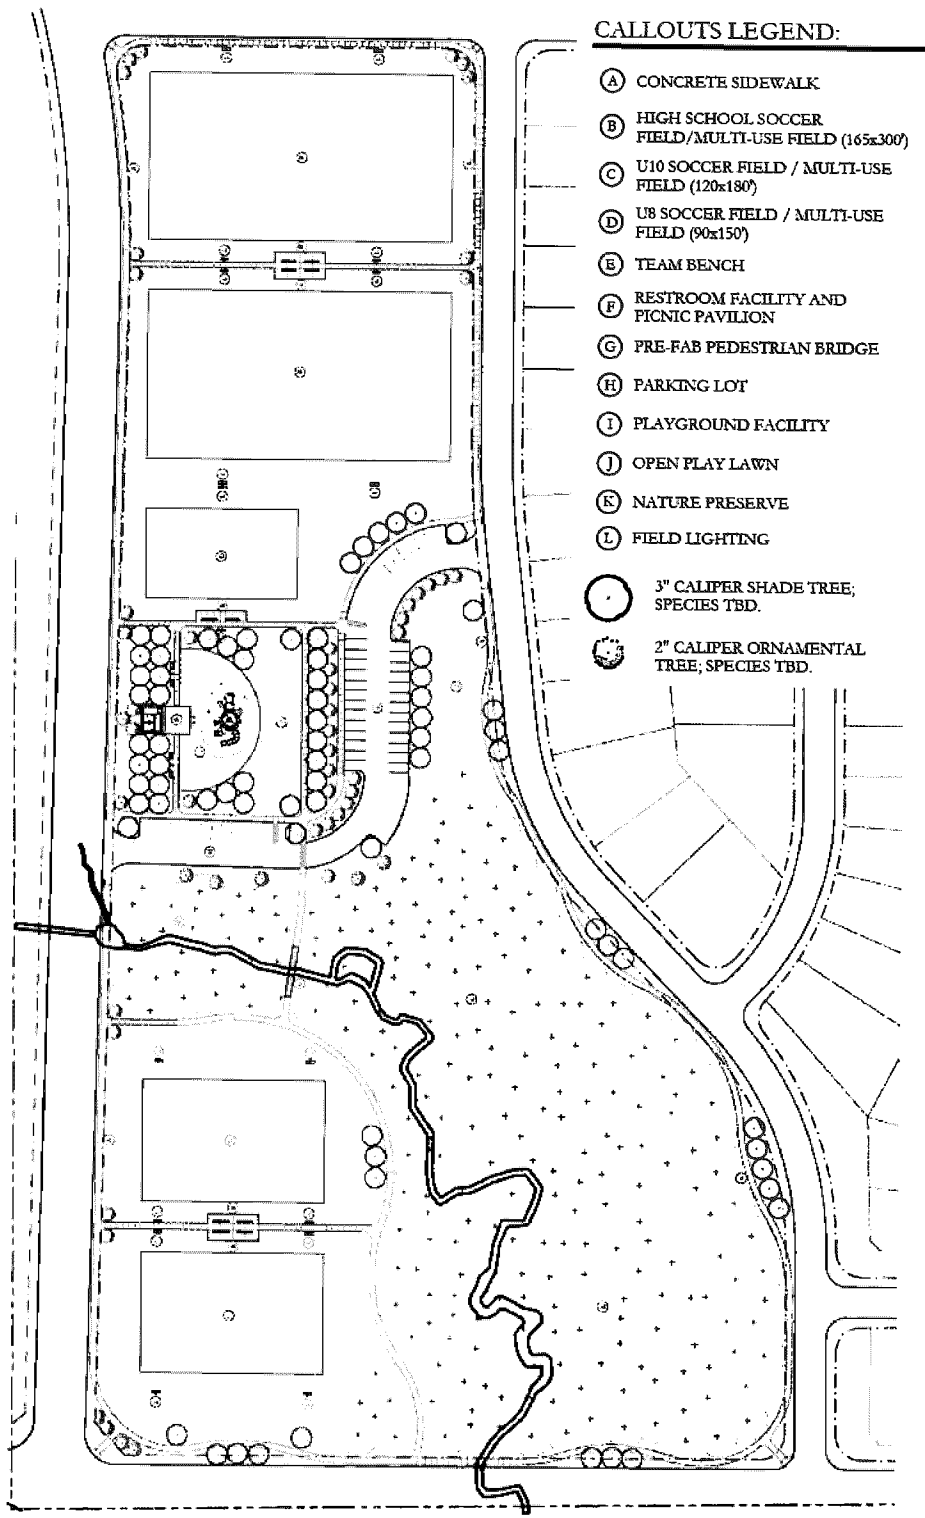 CALLOUTS LEGEND:
A CONCRETE SIDEWALK
B HIGH SCHOOL SOCCER
FIELD/MULTI-USE FIELD (165x300')
C U10 SOCCER FIELD / MULTI-USE
FIELD (120x180')
D U8 SOCCER FIELD / MULTI-USE
FIELD (90x150')
E TEAM BENCH
F RESTROOM FACILITY AND
PICNIC PAVILION
G PRE-FAB PEDESTRIAN BRIDGE
H PARKING LOT
I PLAYGROUND FACILITY
J OPEN PLAY LAWN
K NATURE PRESERVE
L FIELD LIGHTING
3" CALIPER SHADE TREE;
SPECIES TBD.
2" CALIPER ORNAMENTAL
TREE; SPECIES TBD.